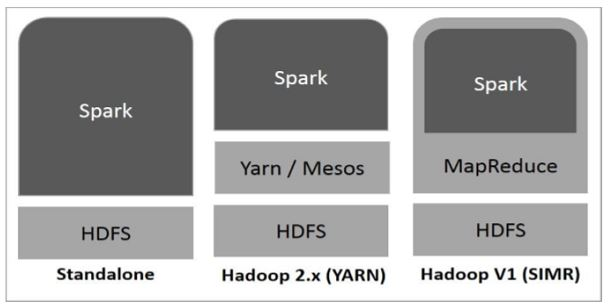 Spark
HDFS
Standalone
Spark
Yarn / Mesos
HDFS
Hadoop 2.x (YARN)
Spark
MapReduce
HDFS
Hadoop V1 (SIMR)